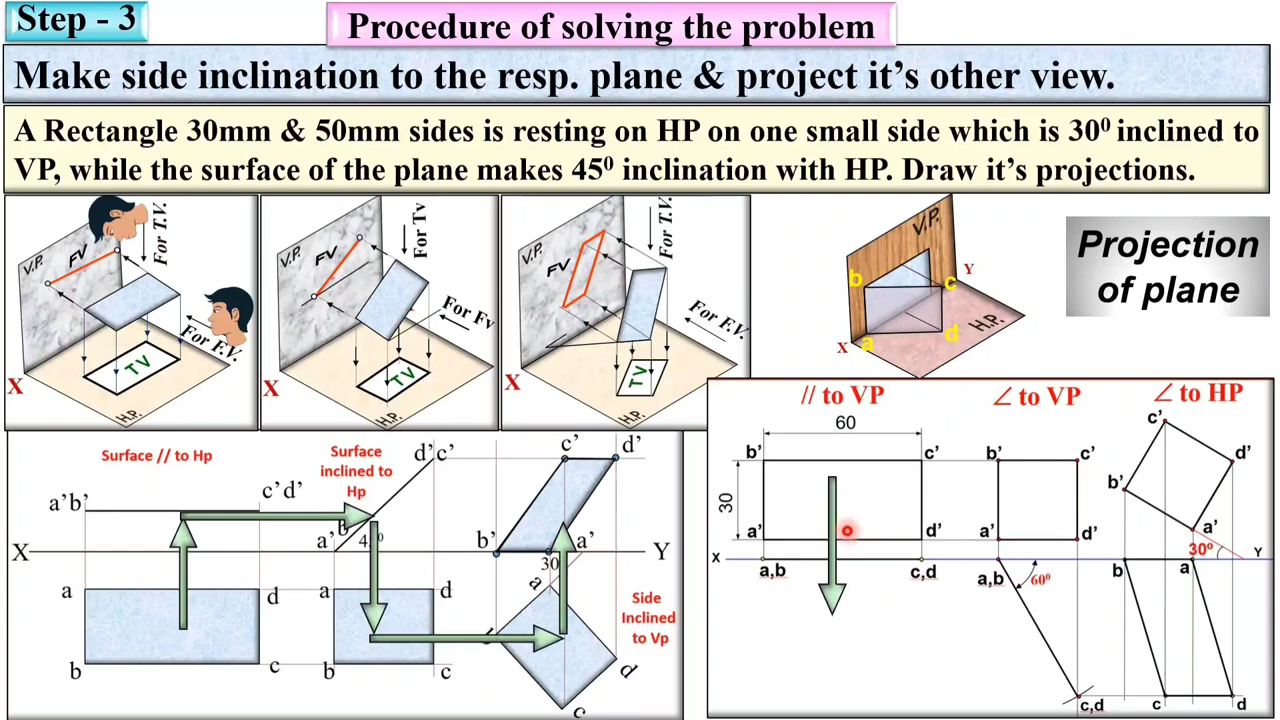 Step - 3
Procedure of solving the problem
Make side inclination to the resp. plane & project it's other view.
A Rectangle 30mm & 50mm sides is resting on HP on one small side which is 30⁰ inclined to
VP, while the surface of the plane makes 45⁰ inclination with HP. Draw it's projections.
V.P.
FV
For T.V.
For F.V.
TV
X
H.P.
V.P.
FV
For Tv
For Fv
TV
X
H.P.
V.P.
FV
For T.V.
For F.V.
TV
X
H.P.
V.P.
b
c
Y
H.P.
d
X
a
Projection
of plane
Surface // to Hp
a'b'
c'd'
X
a
d
b
c
Surface
inclined to
Hp
d'c'
a'
b
a
d
b
c
c'
d'
b'
a'
Y
30
a
d
c
Side
Inclined
to Vp
// to VP
∠ to VP
∠ to HP
60
b'
c'
30
a'
d'
X
a,b
c,d
b'
c'
a'
d'
a,b
60⁰
c,d
c'
d'
b'
a'
30⁰
Y
b
a
c
d